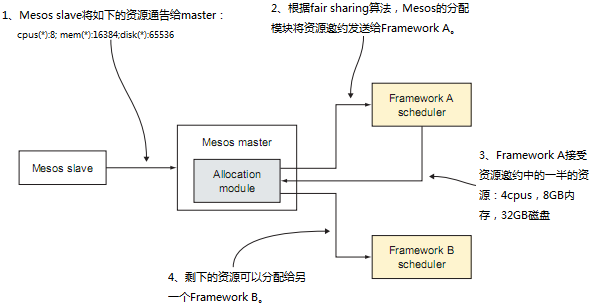 1、Mesos slave将如下的资源通告给master：
cpus(*):8; mem(*):16384;disk(*):65536
2、根据fair sharing算法，Mesos的分配
模块将资源邀约发送给Framework A。
Framework A
scheduler
Mesos master
Mesos slave
Allocation
module
3、Framework A接受
资源邀约中的一半的资
源：4cpus，8GB内
存，32GB磁盘
Framework B
scheduler
4、剩下的资源可以分配给另
一个Framework B。